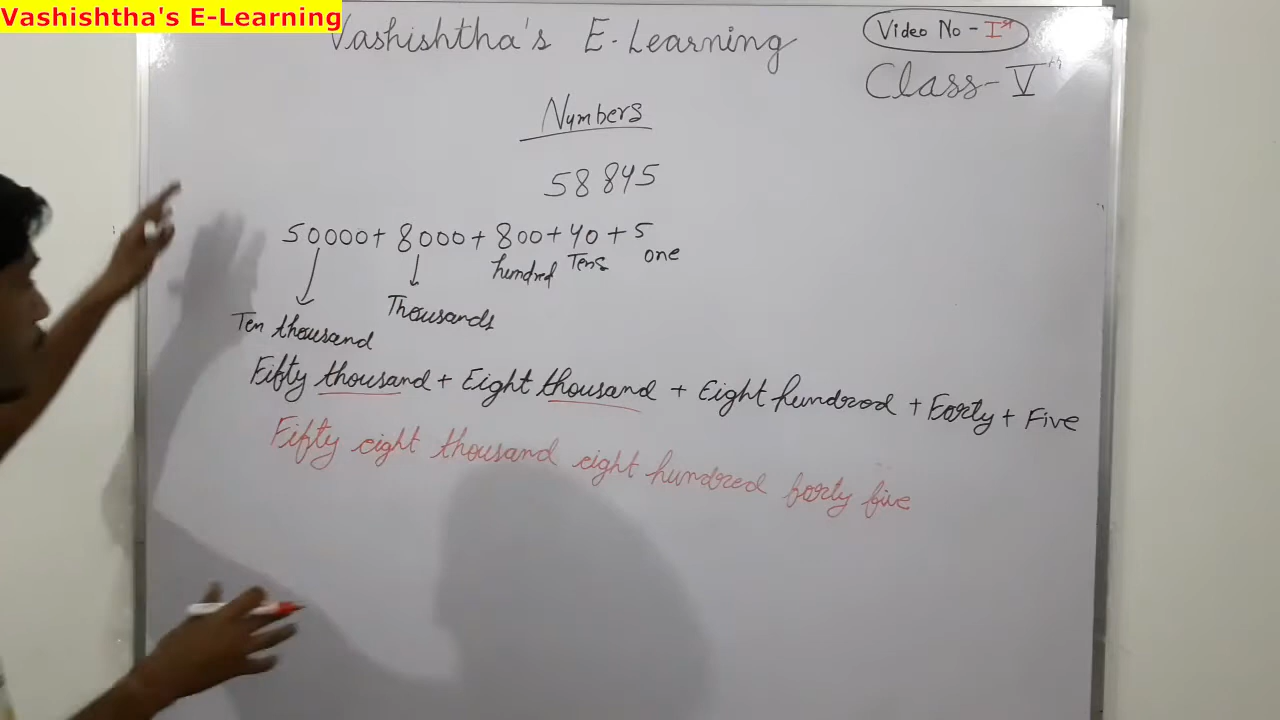 Vashishtha's E-Learning
Vashishtha's E-Learning
Video No - Ist
Class - Vth
Numbers
58845
50000 + 8000 + 800 + 40 + 5
hundred Tens one
Ten thousand Thousands
Fifty thousand + Eight thousand + Eight hundred + Forty + Five
Fifty eight thousand eight hundred forty five